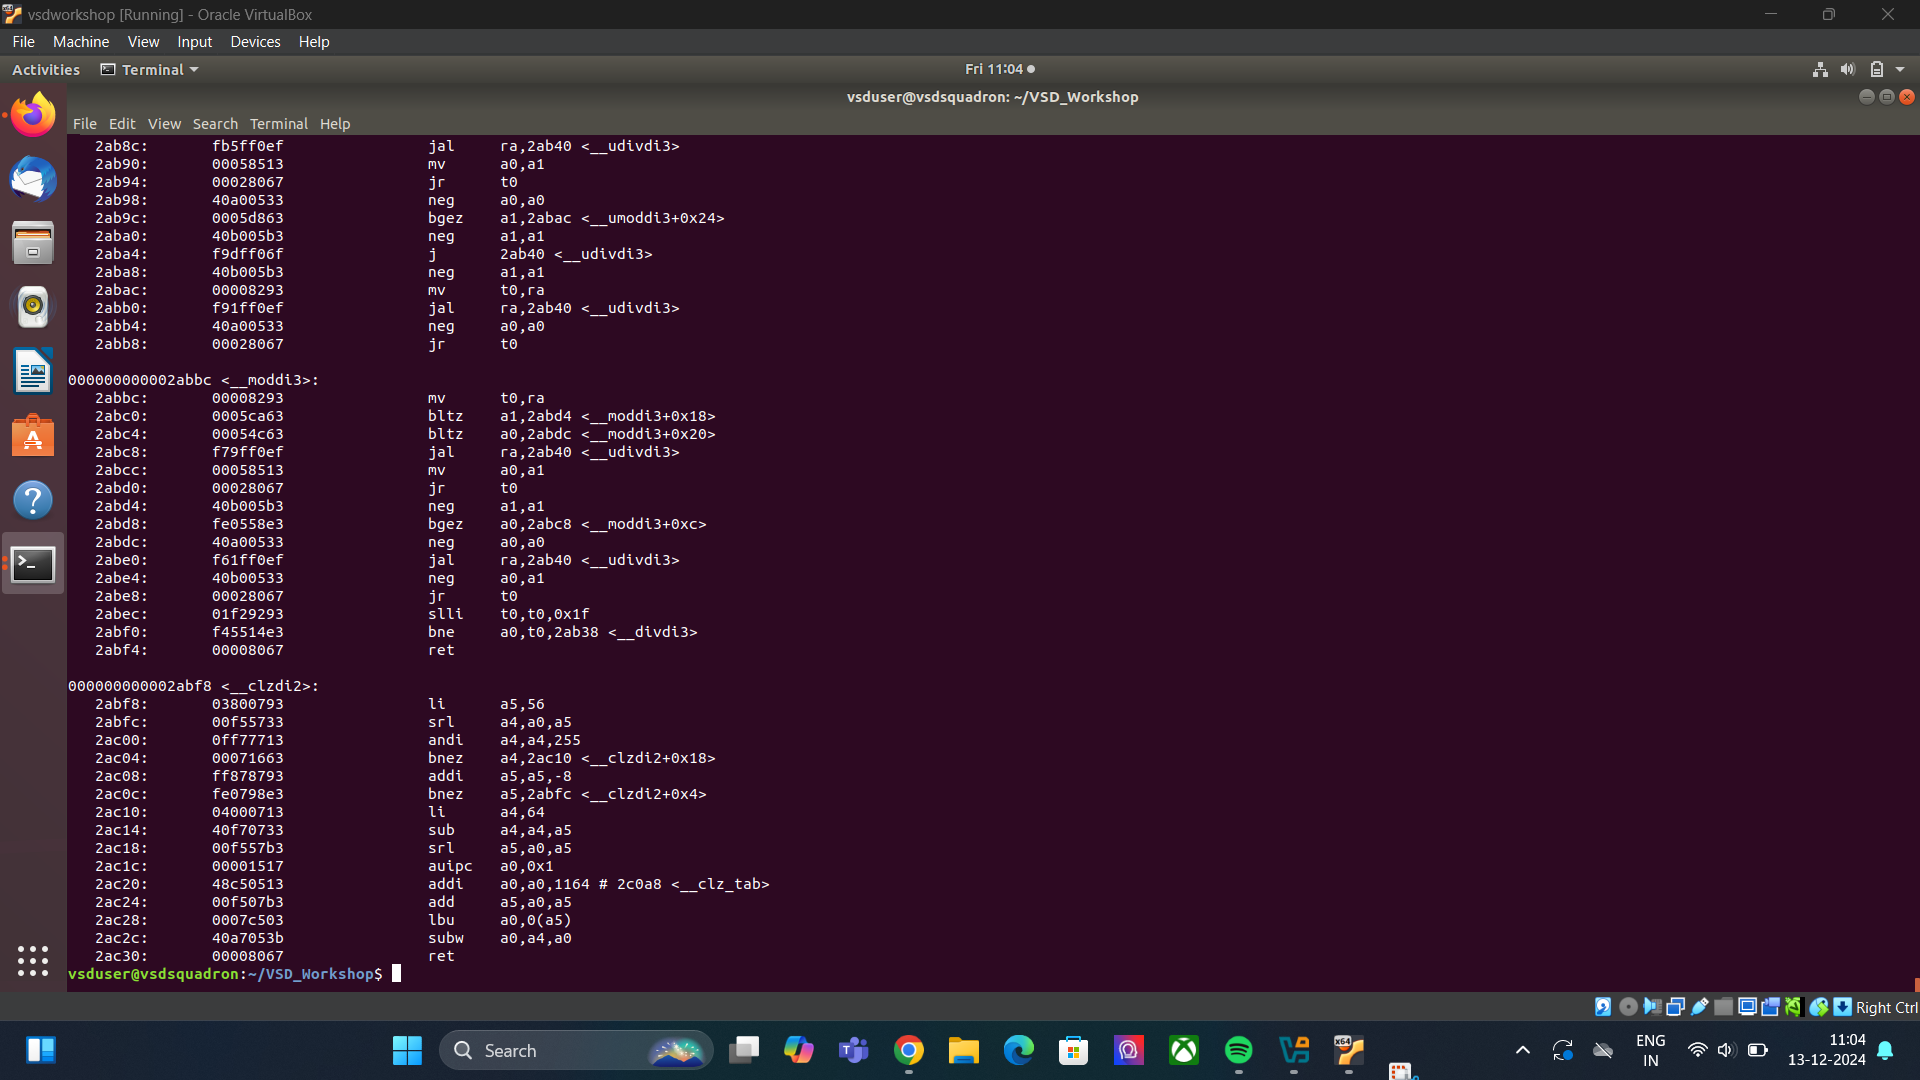 vsdworkshop [Running] - Oracle VirtualBox
File Machine View Input Devices Help
Activities Terminal Fri 11:04
vsduser@vsdsquadron: ~/VSD_Workshop
File Edit View Search Terminal Help
2ab8c: fb5ff0ef jal ra,2ab40 <__udivdi3>
2ab90: 00058513 mv a0,a1
2ab94: 00028067 jr t0
2ab98: 40a00533 neg a0,a0
2ab9c: 0005d863 bgez a1,2abac <__umoddi3+0x24>
2aba0: 40b005b3 neg a1,a1
2aba4: f9dff06f j 2ab40 <__udivdi3>
2aba8: 40b005b3 neg a1,a1
2abac: 00008293 mv t0,ra
2abb0: f91ff0ef jal ra,2ab40 <__udivdi3>
2abb4: 40a00533 neg a0,a0
2abb8: 00028067 jr t0
000000000002abbc <__moddi3>:
2abbc: 00008293 mv t0,ra
2abc0: 0005ca63 bltz a1,2abd4 <__moddi3+0x18>
2abc4: 00054c63 bltz a0,2abdc <__moddi3+0x20>
2abc8: f79ff0ef jal ra,2ab40 <__udivdi3>
2abcc: 00058513 mv a0,a1
2abd0: 00028067 jr t0
2abd4: 40b005b3 neg a1,a1
2abd8: fe0558e3 bgez a0,2abc8 <__moddi3+0xc>
2abdc: 40a00533 neg a0,a0
2abe0: f61ff0ef jal ra,2ab40 <__udivdi3>
2abe4: 40b00533 neg a0,a1
2abe8: 00028067 jr t0
2abec: 01f29293 slli t0,t0,0x1f
2abf0: f45514e3 bne a0,t0,2ab38 <__divdi3>
2abf4: 00008067 ret
000000000002abf8 <__clzdi2>:
2abf8: 03800793 li a5,56
2abfc: 00f55733 srl a4,a0,a5
2ac00: 0ff77713 andi a4,a4,255
2ac04: 00071663 bnez a4,2ac10 <__clzdi2+0x18>
2ac08: ff878793 addi a5,a5,-8
2ac0c: fe0798e3 bnez a5,2abfc <__clzdi2+0x4>
2ac10: 04000713 li a4,64
2ac14: 40f70733 sub a4,a4,a5
2ac18: 00f557b3 srl a5,a0,a5
2ac1c: 00001517 auipc a0,0x1
2ac20: 48c50513 addi a0,a0,1164 # 2c0a8 <__clz_tab>
2ac24: 00f507b3 add a5,a0,a5
2ac28: 0007c503 lbu a0,0(a5)
2ac2c: 40a7053b subw a0,a4,a0
2ac30: 00008067 ret
vsduser@vsdsquadron:~/VSD_Workshop$
Right Ctrl
Search
ENG
IN
11:04
13-12-2024